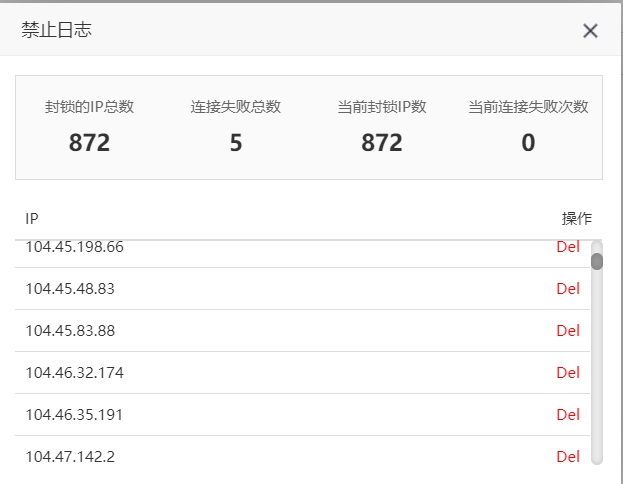 禁止日志
封锁的IP总数 连接失败总数 当前封锁IP数 当前连接失败次数
872 5 872 0
IP 操作
104.45.198.66 Del
104.45.48.83 Del
104.45.83.88 Del
104.46.32.174 Del
104.46.35.191 Del
104.47.142.2 Del